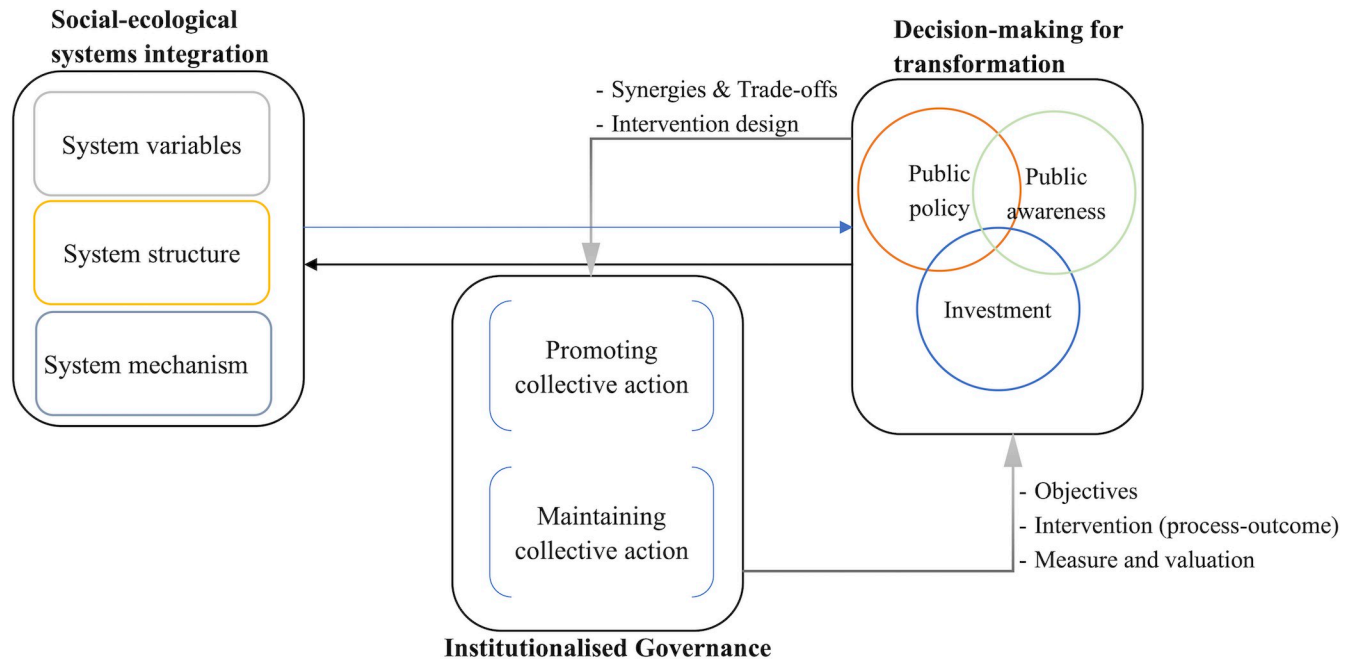 Social-ecological
systems integration
System variables
System structure
System mechanism
- Synergies & Trade-offs
- Intervention design
Decision-making for
transformation
Public
policy
Public
awareness
Investment
Promoting
collective action
Maintaining
collective action
Institutionalised Governance
- Objectives
- Intervention (process-outcome)
- Measure and valuation